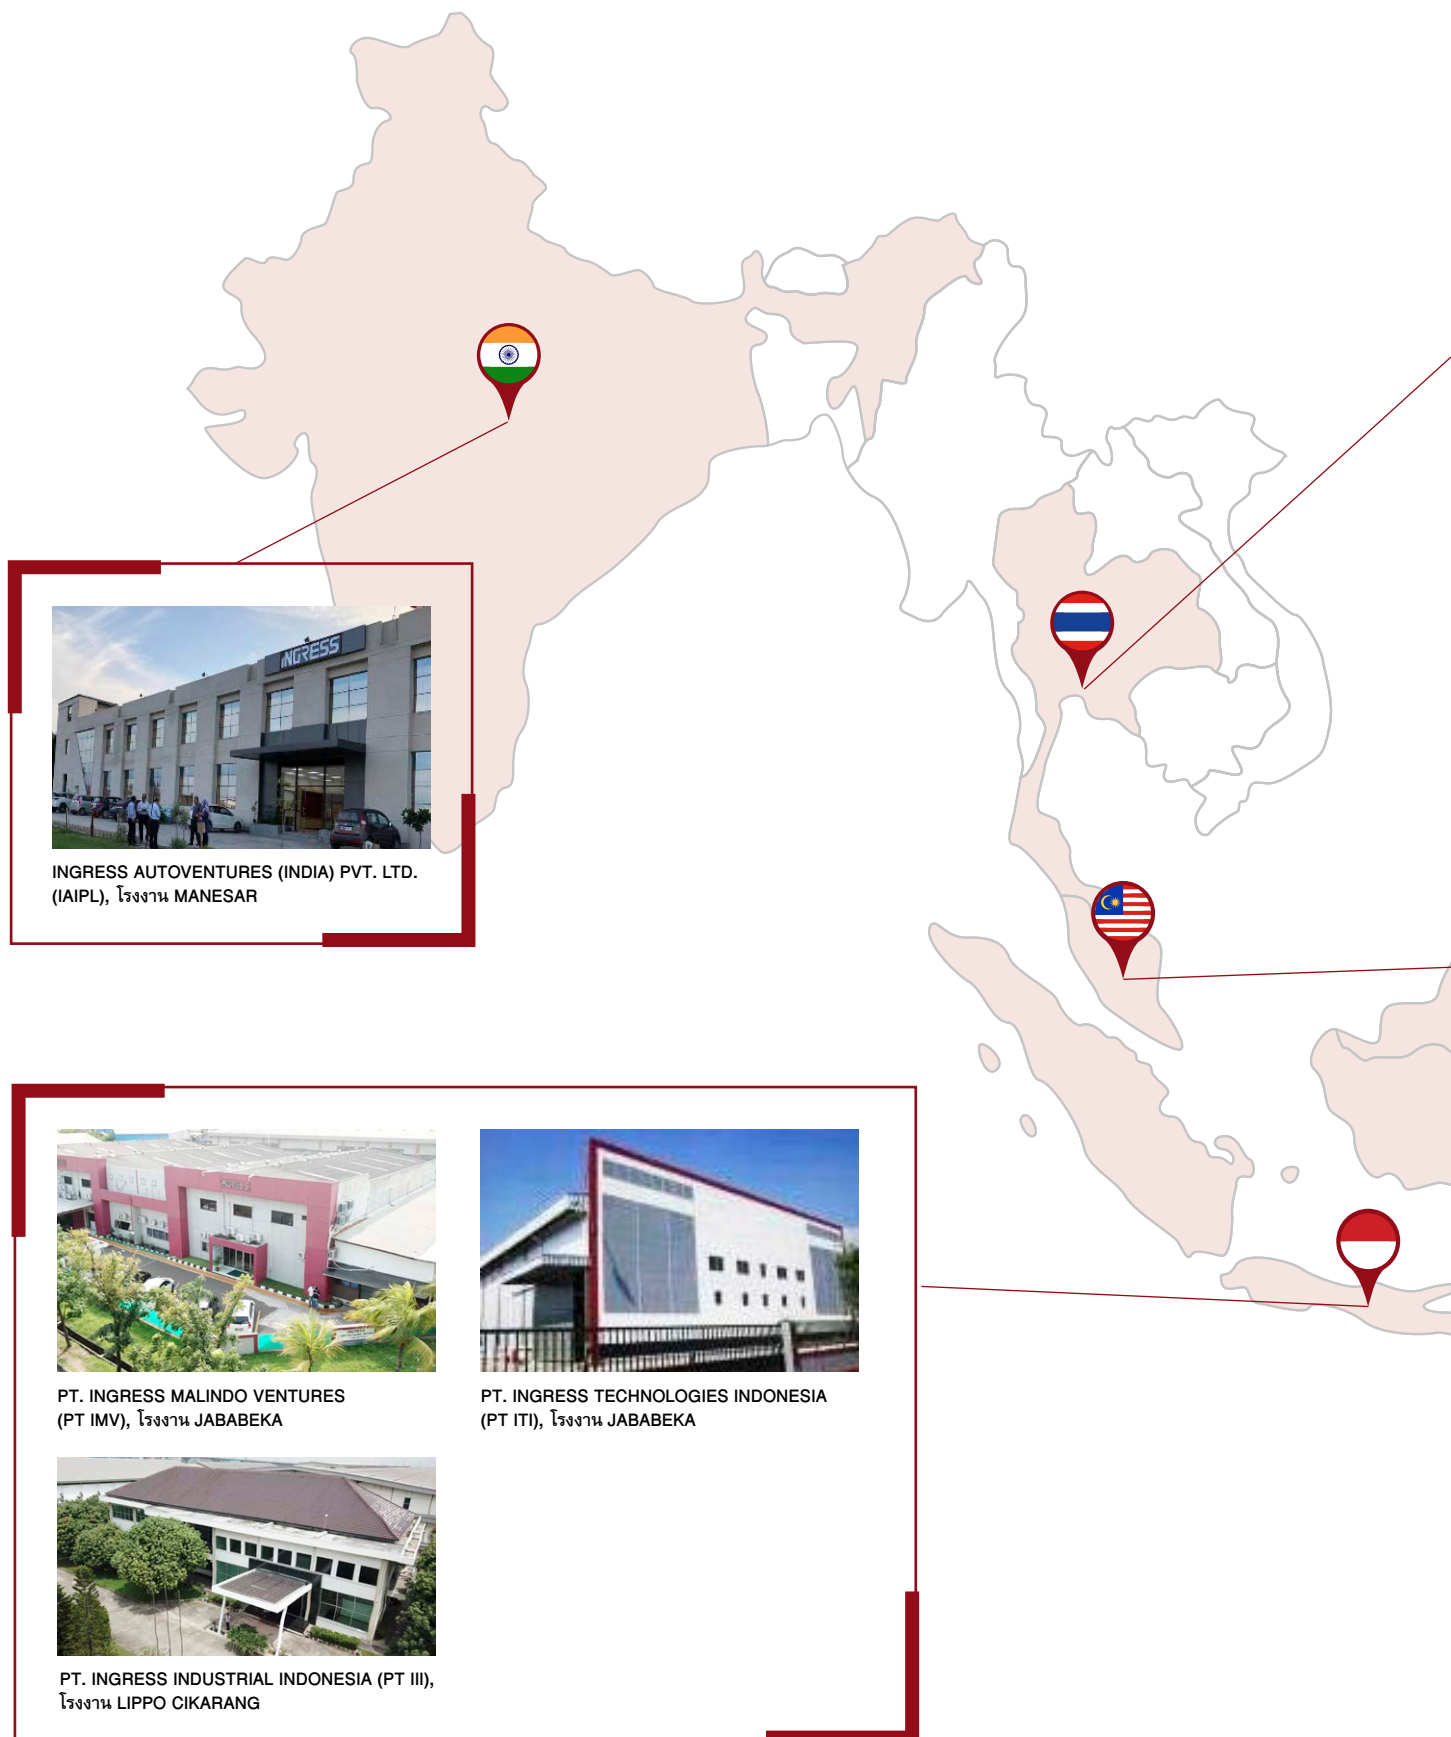 INGRESS
INGRESS AUTOVENTURES (INDIA) PVT. LTD.
(IAIPL), โรงงาน MANESAR
INGRESS
PT. INGRESS MALINDO VENTURES
(PT IMV), โรงงาน JABABEKA
PT. INGRESS TECHNOLOGIES INDONESIA
(PT ITI), โรงงาน JABABEKA
PT. INGRESS INDUSTRIAL INDONESIA (PT III),
โรงงาน LIPPO CIKARANG